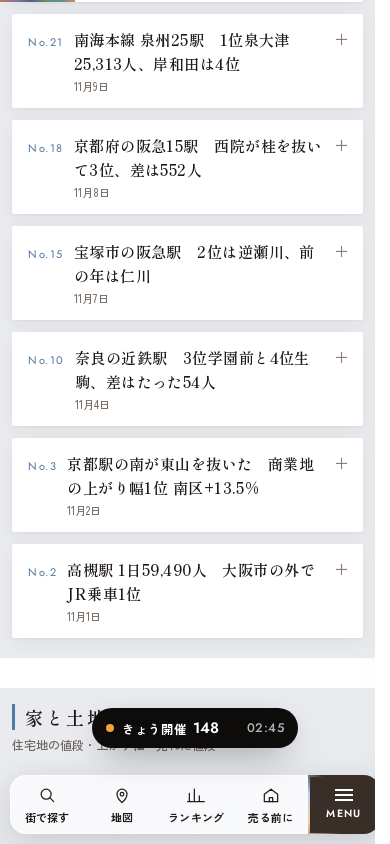 No.21
南海本線 泉州25駅　1位泉大津
25,313人、岸和田は4位
11月9日
No.18
京都府の阪急15駅　西院が桂を抜い
て3位、差は552人
11月8日
No.15
宝塚市の阪急駅　2位は逆瀬川、前
の年は仁川
11月7日
No.10
奈良の近鉄駅　3位学園前と4位生
駒、差はたった54人
11月4日
No.3
京都駅の南が東山を抜いた　商業地
の上がり幅1位 南区+13.5%
11月2日
No.2
高槻駅 1日59,490人　大阪市の外で
JR乗車1位
11月1日
家と土地
きょう開催 148 02:45
住宅地の値段・
街で探す
地図
ランキング
売る前に
MENU